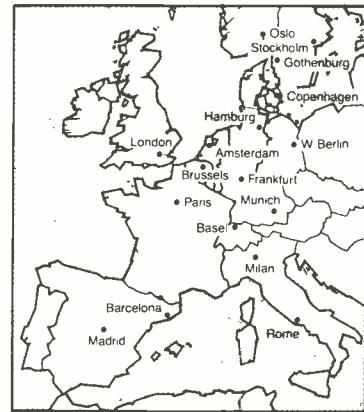 Oslo
Stockholm
Gothenburg
Copenhagen
Hamburg
London
Amsterdam
W Berlin
Brussels
Frankfurt
Paris
Munich
Basel
Milan
Barcelona
Rome
Madrid